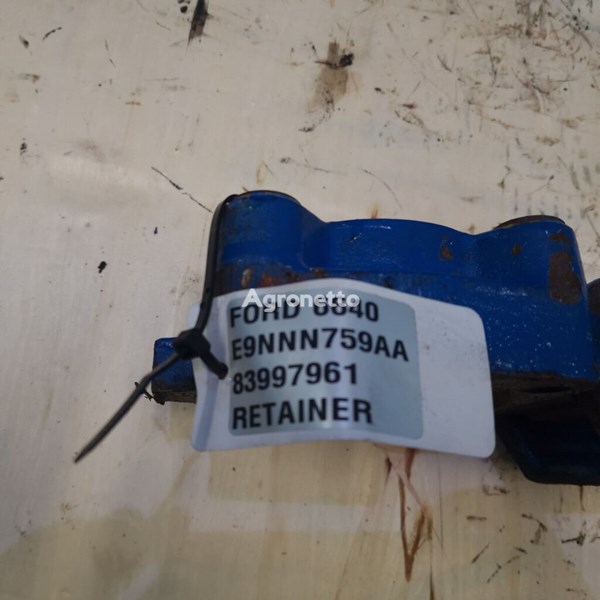 Agronetto
FORD
E9NNN759AA
83997961
RETAINER